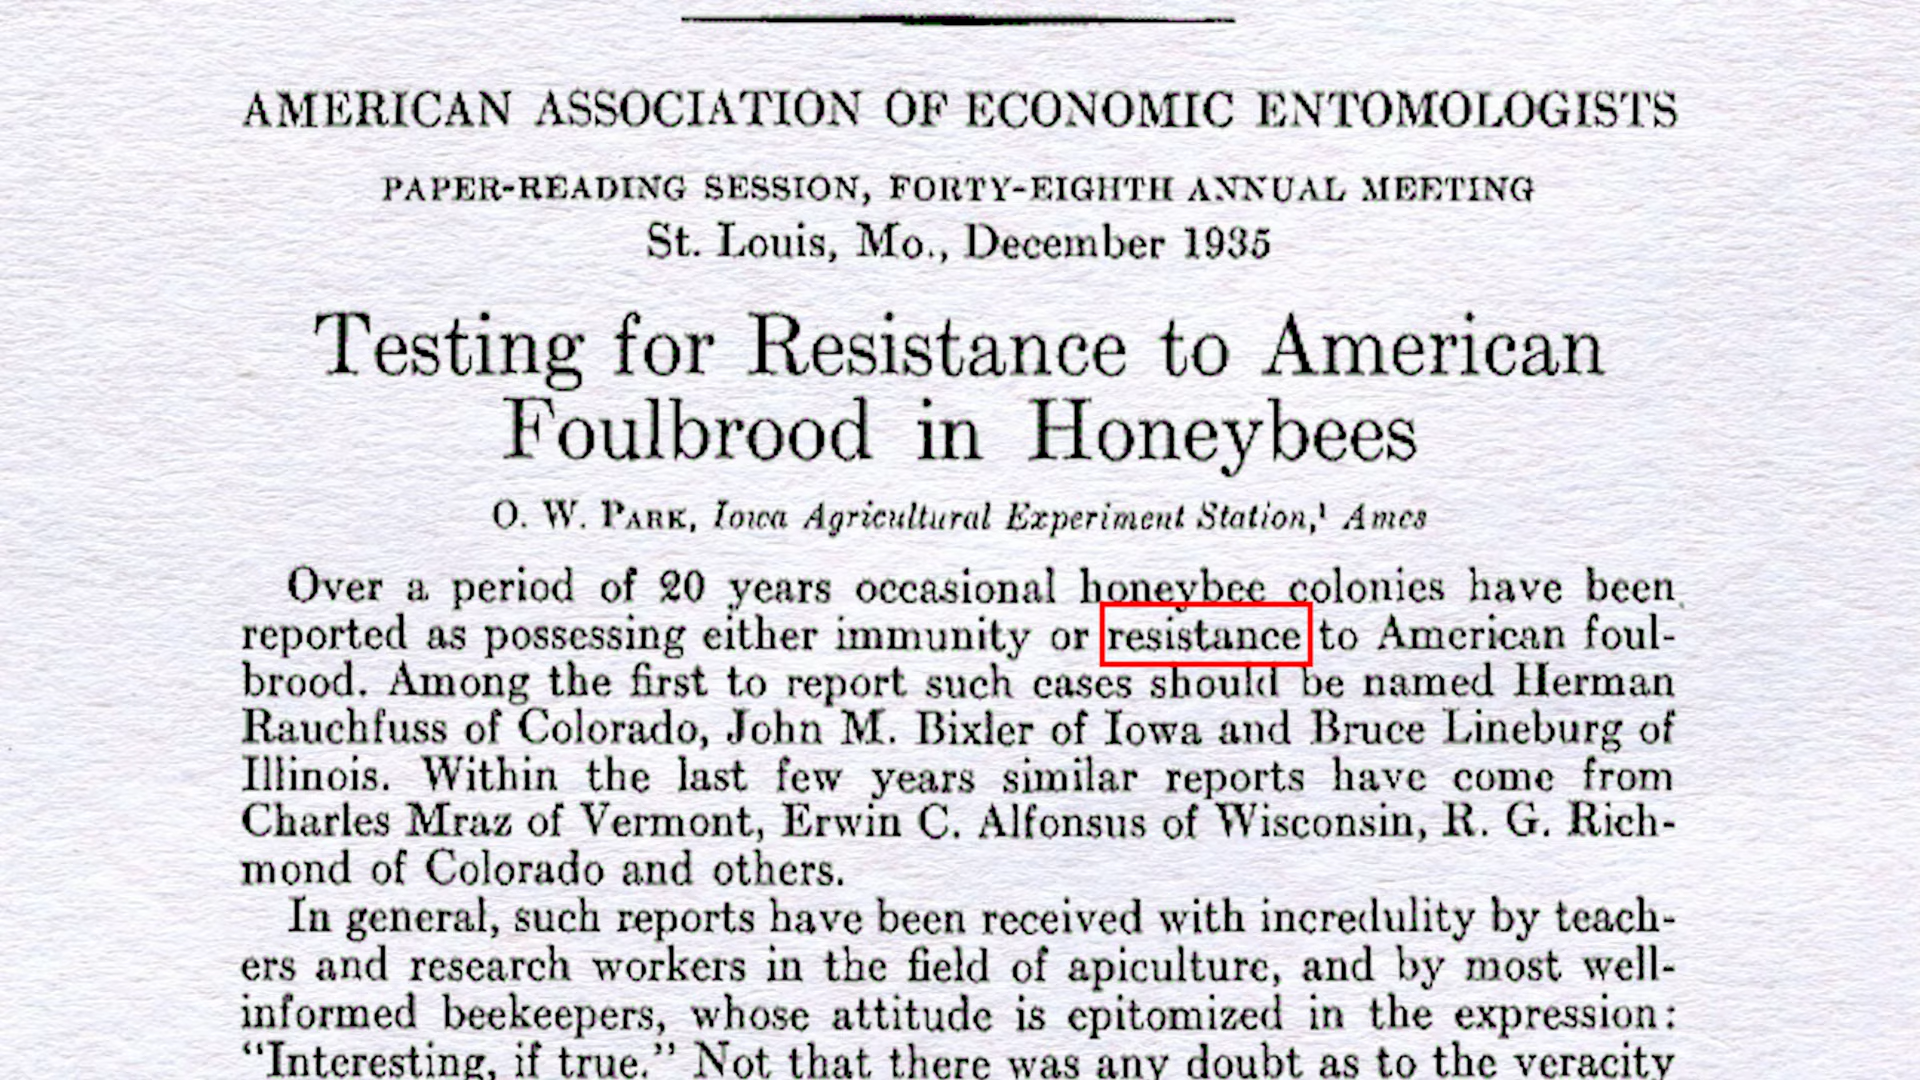 AMERICAN ASSOCIATION OF ECONOMIC ENTOMOLOGISTS
PAPER-READING SESSION, FORTY-EIGHTH ANNUAL MEETING
St. Louis, Mo., December 1935
Testing for Resistance to American
Foulbrood in Honeybees
O. W. PARK, Iowa Agricultural Experiment Station,¹ Ames
Over a period of 20 years occasional honeybee colonies have been
reported as possessing either immunity or resistance to American foul-
brood. Among the first to report such cases should be named Herman
Rauchfuss of Colorado, John M. Bixler of Iowa and Bruce Lineburg of
Illinois. Within the last few years similar reports have come from
Charles Mraz of Vermont, Erwin C. Alfonsus of Wisconsin, R. G. Rich-
mond of Colorado and others.
In general, such reports have been received with incredulity by teach-
ers and research workers in the field of apiculture, and by most well-
informed beekeepers, whose attitude is epitomized in the expression:
“Interesting, if true.” Not that there was any doubt as to the veracity